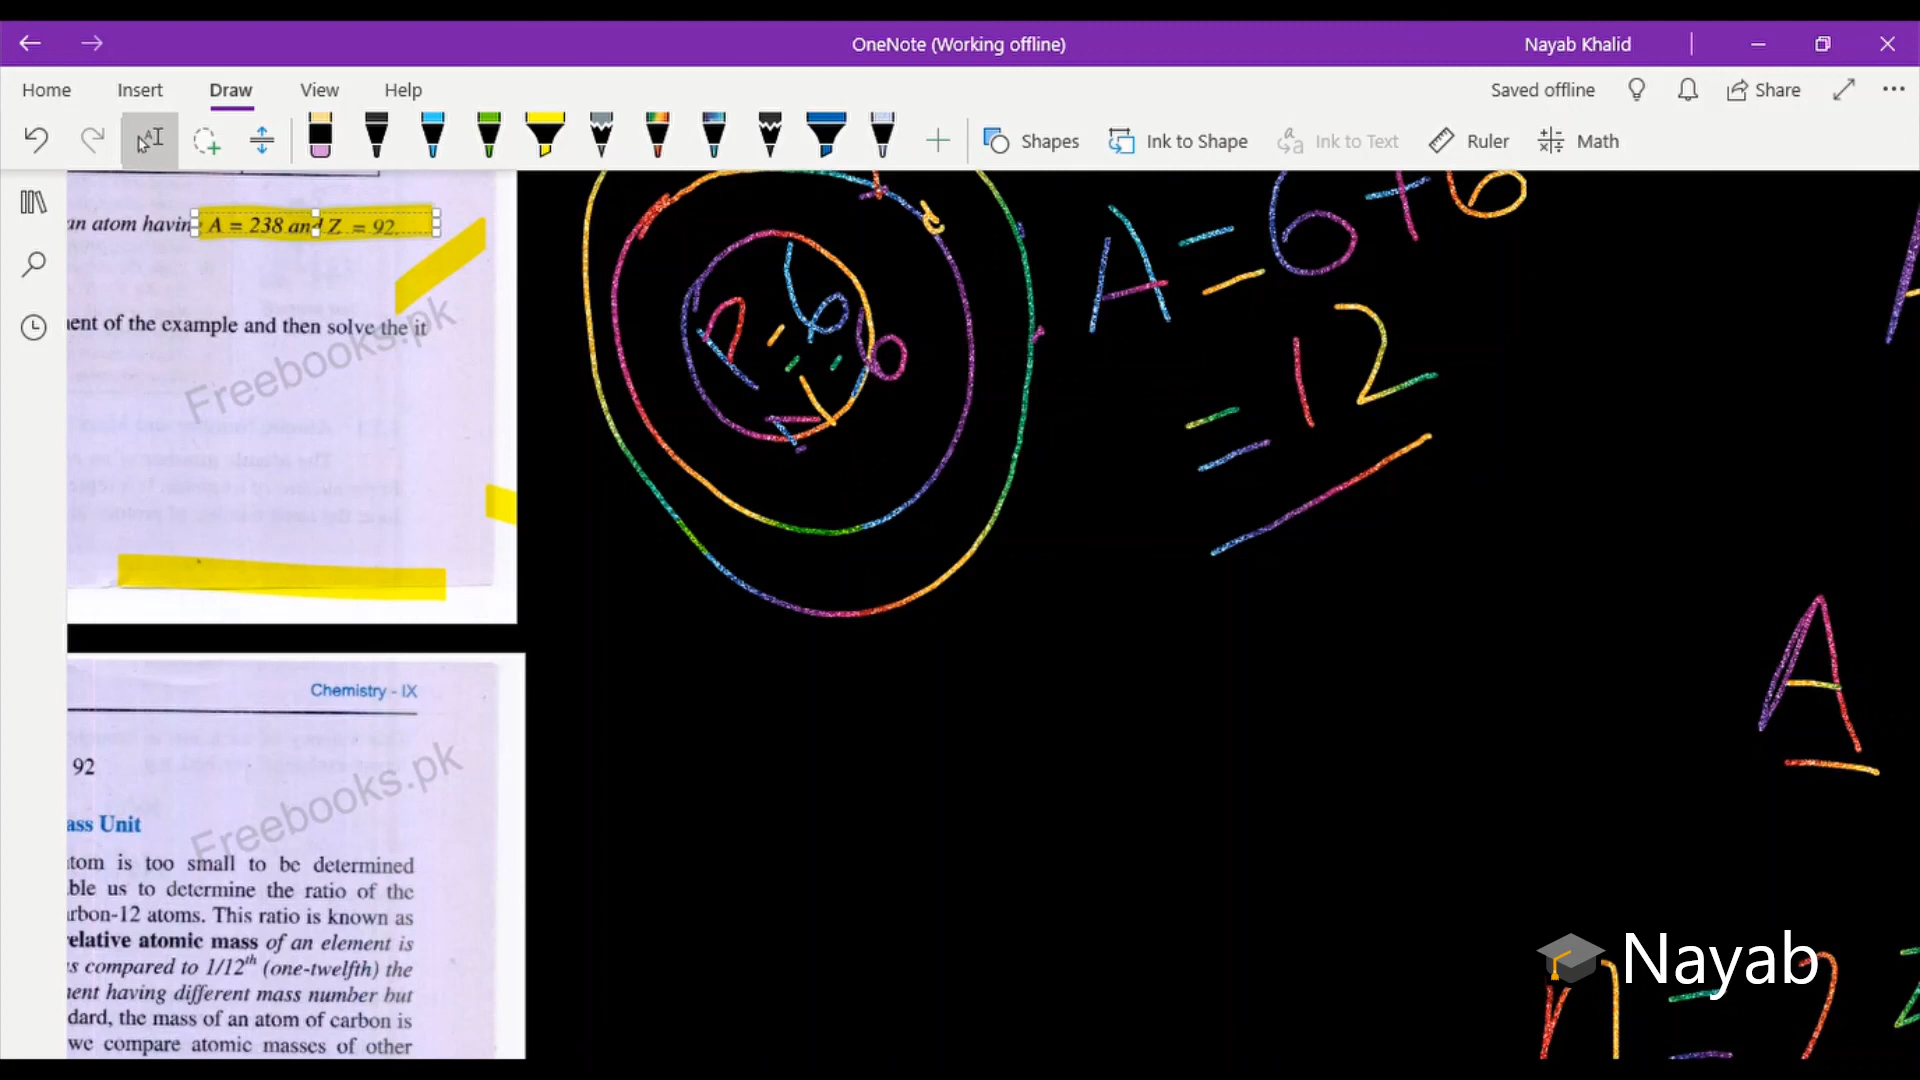 OneNote (Working offline)
Nayab Khalid
Home Insert Draw View Help
Saved offline
Share
Shapes
Ink to Shape
Ink to Text
Ruler
Math
an atom having A = 238 and Z = 92.
ent of the example and then solve the it
Freebooks.pk
P = 6
n = 6
A = 6 + 6
= 12
A
Chemistry - IX
92
Freebooks.pk
ass Unit
tom is too small to be determined
ble us to determine the ratio of the
rbon-12 atoms. This ratio is known as
relative atomic mass of an element is
s compared to 1/12th (one-twelfth) the
ent having different mass number but
dard, the mass of an atom of carbon is
we compare atomic masses of other
Nayab
n =